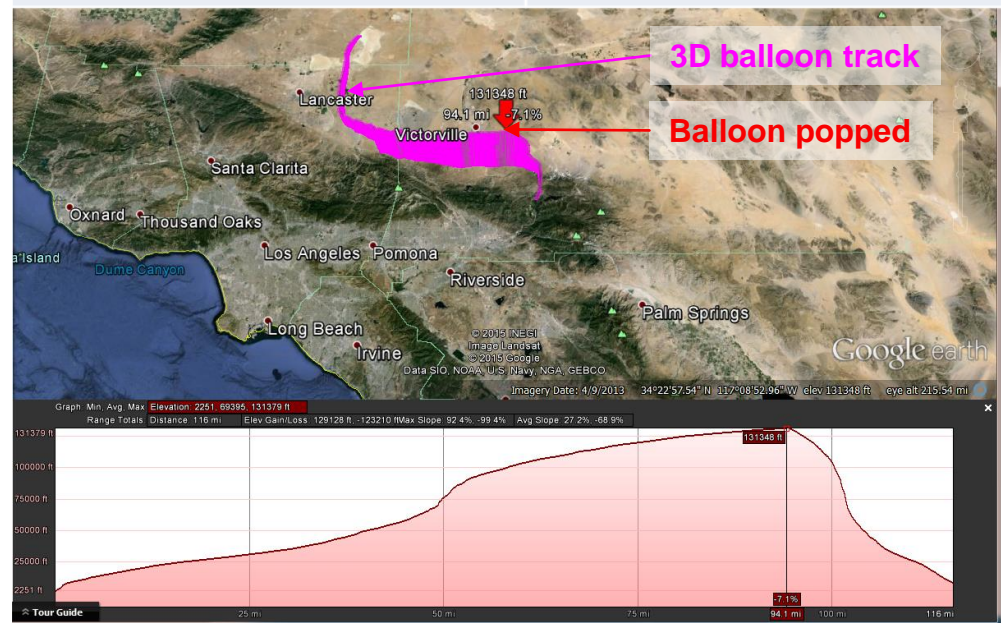 3D balloon track
131348 ft
Lancaster
94.1 mi -7.1%
Victorville
Balloon popped
Santa Clarita
Oxnard
Thousand Oaks
a'Island
Dume Canyon
Los Angeles
Pomona
Riverside
Palm Springs
Long Beach
Irvine
© 2015 INEGI
Image Landsat
© 2015 Google
Data SIO, NOAA, U.S. Navy, NGA, GEBCO
Google earth
Imagery Date: 4/9/2013 34°22'57.54" N 117°08'52.96" W elev 131348 ft eye alt 215.54 mi
Graph: Min, Avg, Max Elevation: 2251, 69395, 131379 ft
Range Totals: Distance: 116 mi Elev Gain/Loss: 129128 ft, -123210 ft Max Slope: 92.4%, -99.4% Avg Slope: 27.2%, -68.9%
131379 ft
131348 ft
100000 ft
75000 ft
50000 ft
25000 ft
2251 ft
-7.1%
Tour Guide
25 mi
50 mi
75 mi
94.1 mi
100 mi
116 mi